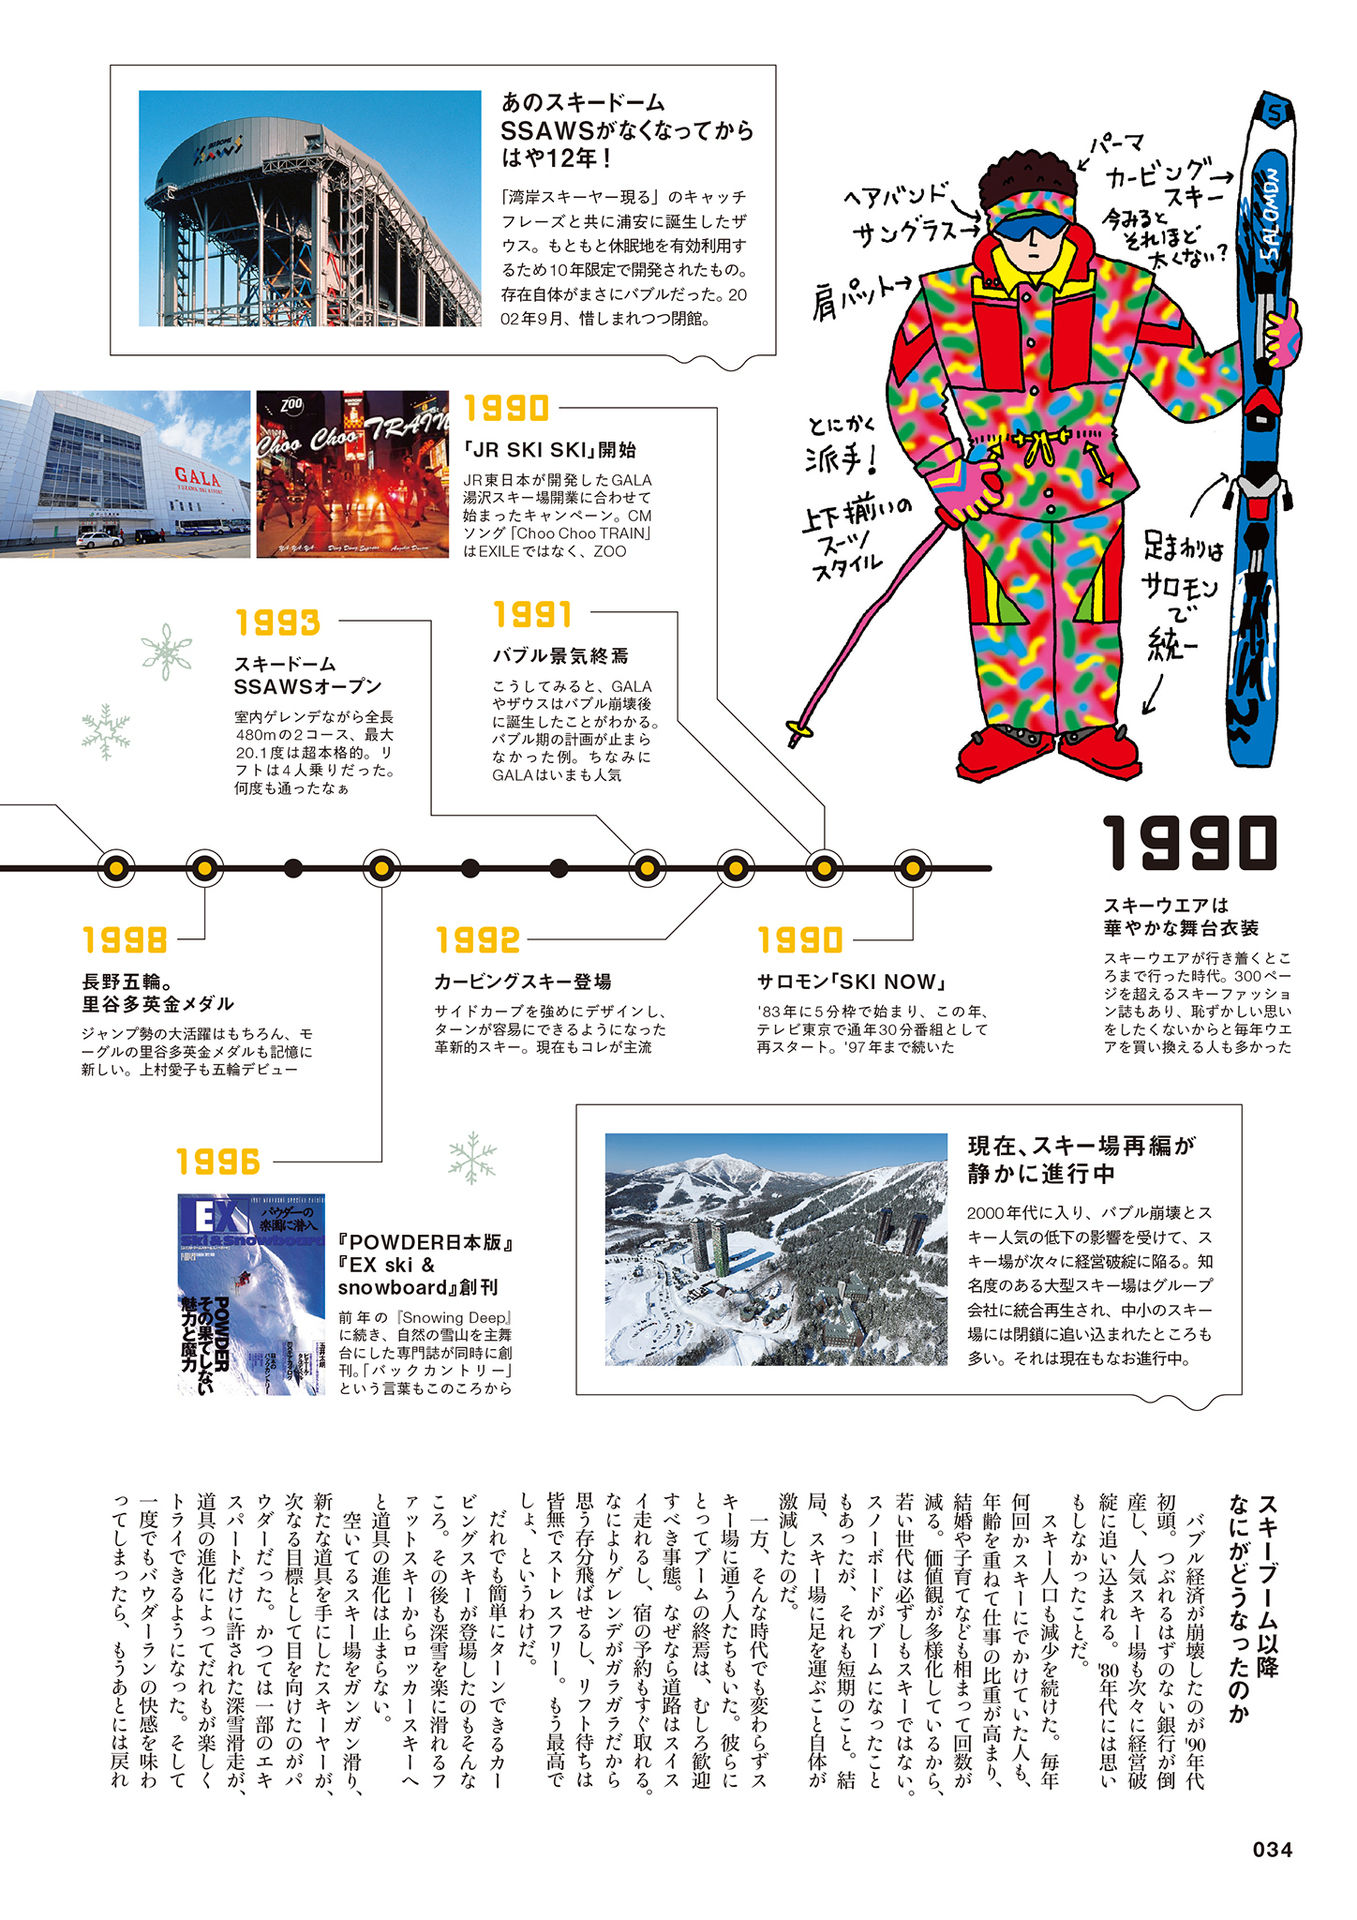 あのスキードーム
SSAWSがなくなってから
はや12年！
「湾岸スキーヤー現る」のキャッチ
フレーズと共に浦安に誕生したザ
ウス。もともと休眠地を有効利用す
るため10年限定で開発されたもの。
存在自体がまさにバブルだった。20
02年9月、惜しまれつつ閉館。
パーマ
カービング
スキー
今みると
それほど
太くない？
ヘアバンド
サングラス
肩パット
とにかく
派手！
上下揃いの
スーツ
スタイル
足まわりは
サロモン
で
統一
S
SALOMON
GALA
YUZAWA SKI RESORT
ZOO
Choo Choo TRAIN
YA-YA-YA
1990
「JR SKI SKI」開始
JR東日本が開発したGALA
湯沢スキー場開業に合わせて
始まったキャンペーン。CM
ソング『Choo Choo TRAIN』
はEXILEではなく、ZOO
1991
バブル景気終焉
こうしてみると、GALA
やザウスはバブル崩壊後
に誕生したことがわかる。
バブル期の計画が止まら
なかった例。ちなみに
GALAはいまも人気
1993
スキードーム
SSAWSオープン
室内ゲレンデながら全長
480mの2コース、最大
20.1度は超本格的。リ
フトは4人乗りだった。
何度も通ったなぁ
1990
スキーウエアは
華やかな舞台衣装
スキーウエアが行き着くとこ
ろまで行った時代。300ペー
ジを超えるスキーファッショ
ン誌もあり、恥ずかしい思い
をしたくないからと毎年ウエ
アを買い換える人も多かった
1990
サロモン「SKI NOW」
'83年に5分枠で始まり、この年、
テレビ東京で通年30分番組として
再スタート。'97年まで続いた
1992
カービングスキー登場
サイドカーブを強めにデザインし、
ターンが容易にできるようになった
革新的スキー。現在もコレが主流
1998
長野五輪。
里谷多英金メダル
ジャンプ勢の大活躍はもちろん、モ
ーグルの里谷多英金メダルも記憶に
新しい。上村愛子も五輪デビュー
1996
EX
Ski & Snowboard
パウダーの
楽園に潜入
POWDER
その果てしない
魅力と魔力
『POWDER日本版』
『EX ski &
snowboard』創刊
前年の『Snowing Deep』
に続き、自然の雪山を主舞
台にした専門誌が同時に創
刊。「バックカントリー」
という言葉もこのころから
現在、スキー場再編が
静かに進行中
2000年代に入り、バブル崩壊とス
キー人気の低下の影響を受けて、ス
キー場が次々に経営破綻に陥る。知
名度のある大型スキー場はグループ
会社に統合再生され、中小のスキー
場には閉鎖に追い込まれたところも
多い。それは現在もなお進行中。
スキーブーム以降
なにがどうなったのか
バブル経済が崩壊したのが'90年代
初頭。つぶれるはずのない銀行が倒
産し、人気スキー場も次々に経営破
綻に追い込まれる。'80年代には思い
もしなかったことだ。
スキー人口も減少を続けた。毎年
何回かスキーにでかけていた人も、
年齢を重ねて仕事の比重が高まり、
結婚や子育てなども相まって回数が
減る。価値観が多様化しているから、
若い世代は必ずしもスキーではない。
スノーボードがブームになったこと
もあったが、それも短期のこと。結
局、スキー場に足を運ぶこと自体が
激減したのだ。
一方、そんな時代でも変わらずス
キー場に通う人たちもいた。彼らに
とってブームの終焉は、むしろ歓迎
すべき事態。なぜなら道路はスイス
イ走れるし、宿の予約もすぐ取れる。
なによりゲレンデがガラガラだから
思う存分飛ばせるし、リフト待ちは
皆無でストレスフリー。もう最高で
しょ、というわけだ。
だれでも簡単にターンできるカー
ビングスキーが登場したのもそんな
ころ。その後も深雪を楽に滑れるフ
ァットスキーからロッカースキーへ
と道具の進化は止まらない。
空いてるスキー場をガンガン滑り、
新たな道具を手にしたスキーヤーが、
次なる目標として目を向けたのがパ
ウダーだった。かつては一部のエキ
スパートだけに許された深雪滑走が、
道具の進化によってだれもが楽しく
トライできるようになった。そして
一度でもパウダーランの快感を味わ
ってしまったら、もうあとには戻れ
034